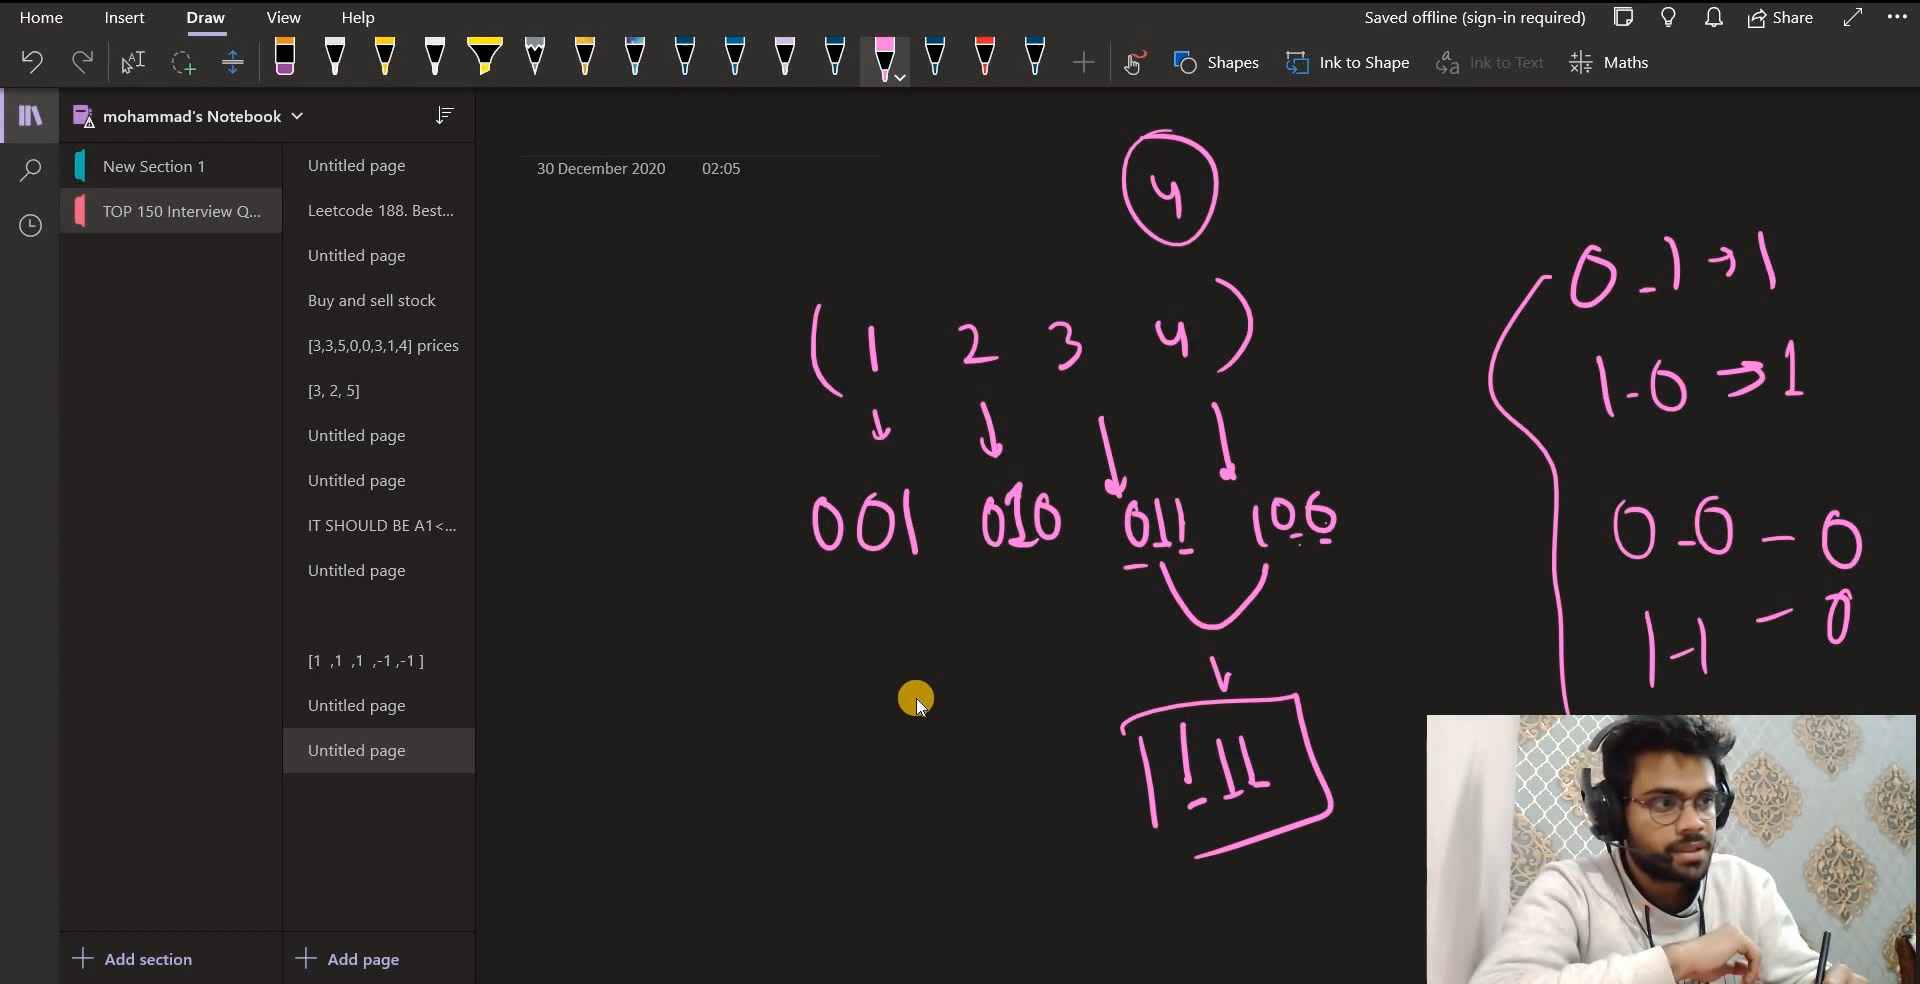 Home Insert Draw View Help
Saved offline (sign-in required) Share
Shapes Ink to Shape Ink to Text Maths
mohammad's Notebook
New Section 1
TOP 150 Interview Q...
Add section
Untitled page
Leetcode 188. Best...
Untitled page
Buy and sell stock
[3,3,5,0,0,3,1,4] prices
[3, 2, 5]
Untitled page
Untitled page
IT SHOULD BE A1<...
Untitled page
[1 ,1 ,1 ,-1 ,-1 ]
Untitled page
Untitled page
Add page
30 December 2020 02:05
4
( 1 2 3 4 )
001 010 011 100
1111
0-1→1
1-0→1
0-0-0
1-1-0